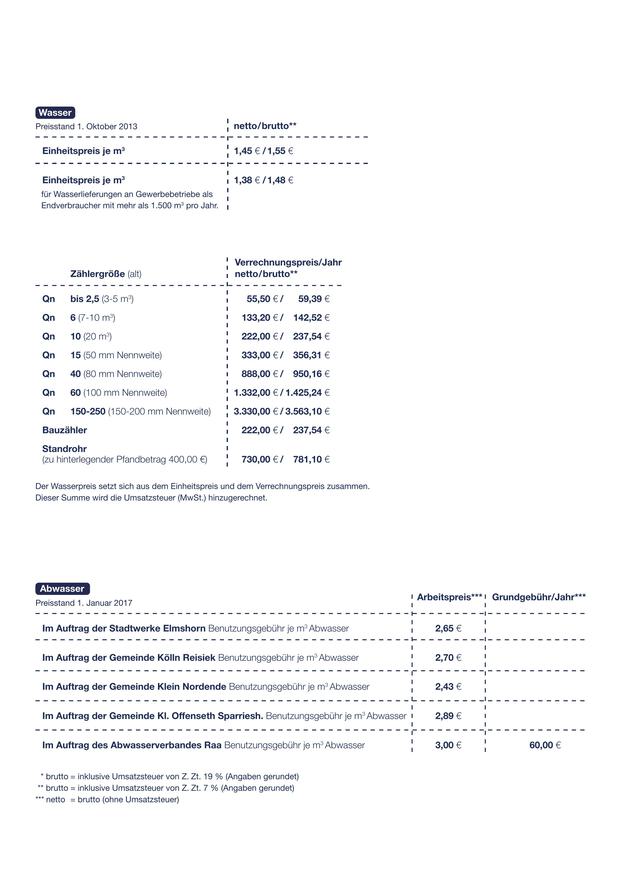 Wasser
Preisstand 1. Oktober 2013 netto/brutto**
Einheitspreis je m³ 1,45 € / 1,55 €
Einheitspreis je m³ 1,38 € / 1,48 €
für Wasserlieferungen an Gewerbebetriebe als
Endverbraucher mit mehr als 1.500 m³ pro Jahr.
Verrechnungspreis/Jahr
Zählergröße (alt) netto/brutto**
Qn bis 2,5 (3-5 m³) 55,50 € / 59,39 €
Qn 6 (7-10 m³) 133,20 € / 142,52 €
Qn 10 (20 m³) 222,00 € / 237,54 €
Qn 15 (50 mm Nennweite) 333,00 € / 356,31 €
Qn 40 (80 mm Nennweite) 888,00 € / 950,16 €
Qn 60 (100 mm Nennweite) 1.332,00 € / 1.425,24 €
Qn 150-250 (150-200 mm Nennweite) 3.330,00 € / 3.563,10 €
Bauzähler 222,00 € / 237,54 €
Standrohr
(zu hinterlegender Pfandbetrag 400,00 €) 730,00 € / 781,10 €
Der Wasserpreis setzt sich aus dem Einheitspreis und dem Verrechnungspreis zusammen.
Dieser Summe wird die Umsatzsteuer (MwSt.) hinzugerechnet.
Abwasser
Arbeitspreis*** Grundgebühr/Jahr***
Preisstand 1. Januar 2017
Im Auftrag der Stadtwerke Elmshorn Benutzungsgebühr je m³ Abwasser 2,65 €
Im Auftrag der Gemeinde Kölln Reisiek Benutzungsgebühr je m³ Abwasser 2,70 €
Im Auftrag der Gemeinde Klein Nordende Benutzungsgebühr je m³ Abwasser 2,43 €
Im Auftrag der Gemeinde Kl. Offenseth Sparriesh. Benutzungsgebühr je m³ Abwasser 2,89 €
Im Auftrag des Abwasserverbandes Raa Benutzungsgebühr je m³ Abwasser 3,00 € 60,00 €
* brutto = inklusive Umsatzsteuer von Z. Zt. 19 % (Angaben gerundet)
** brutto = inklusive Umsatzsteuer von Z. Zt. 7 % (Angaben gerundet)
*** netto = brutto (ohne Umsatzsteuer)